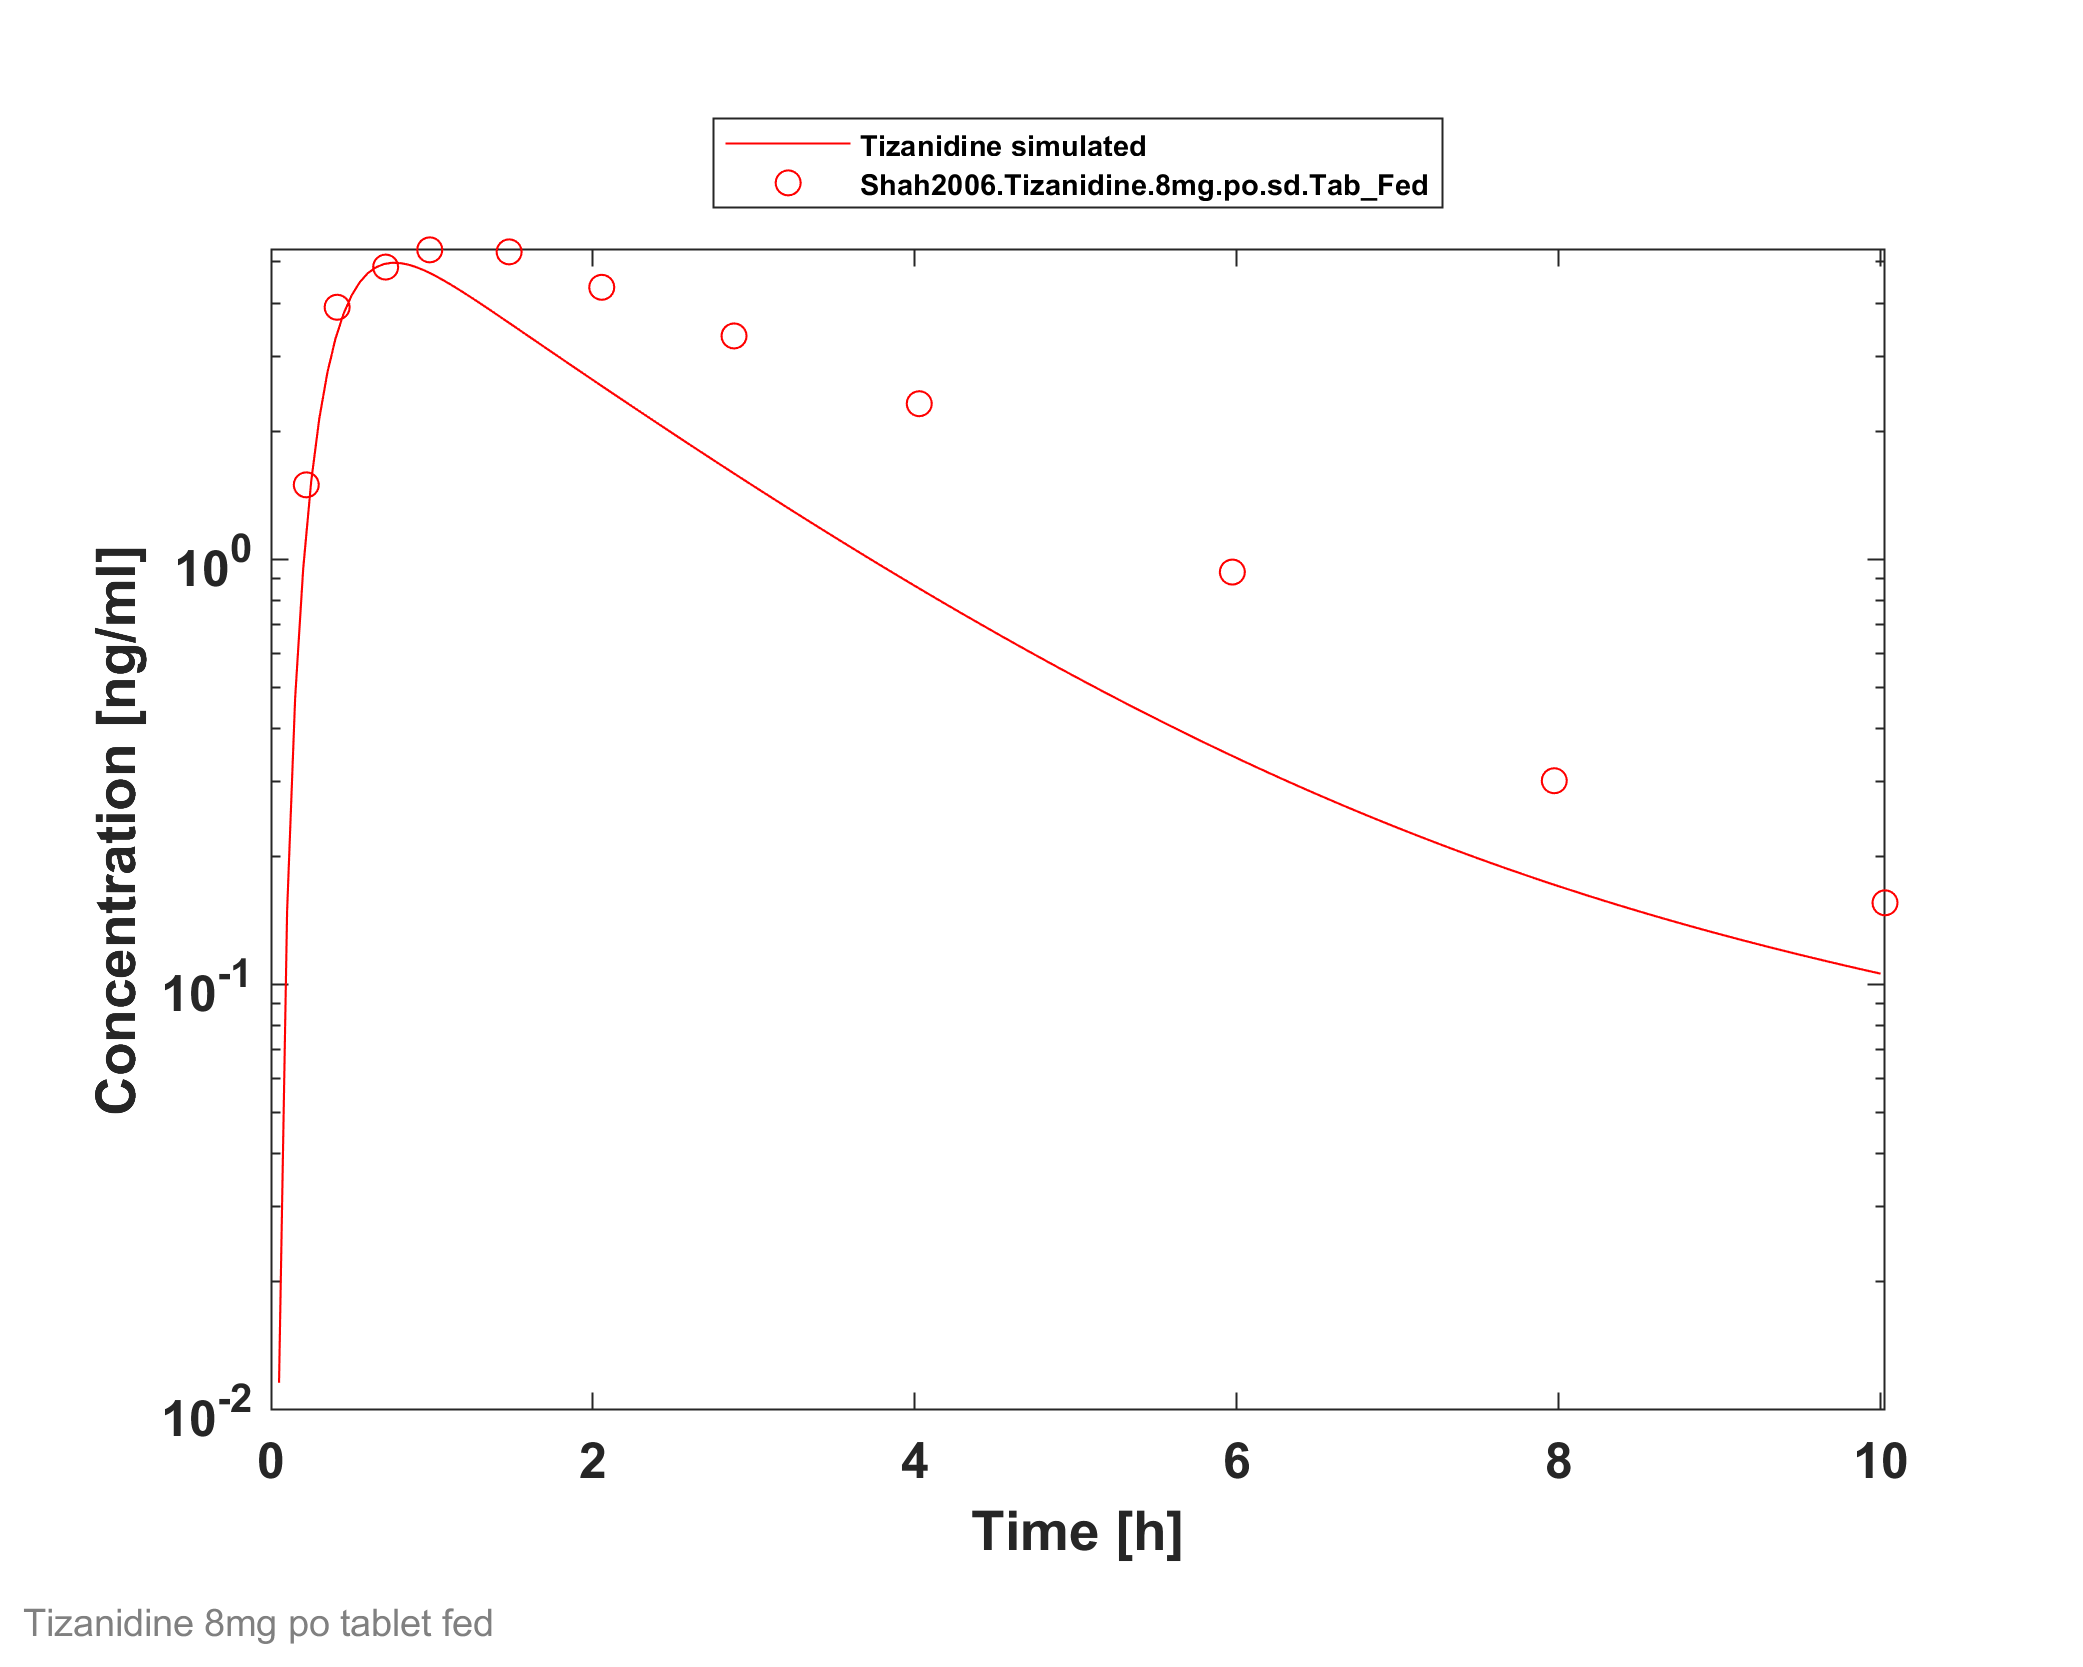 Tizanidine simulated
Shah2006.Tizanidine.8mg.po.sd.Tab_Fed
Concentration [ng/ml]
10^0
10^-1
10^-2
0 2 4 6 8 10
Time [h]
Tizanidine 8mg po tablet fed